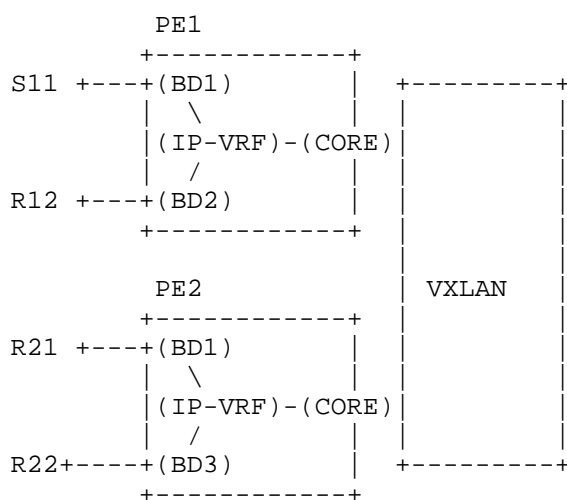 PE1
S11 +---+(BD1)
(IP-VRF)-(CORE)
R12 +---+(BD2)
PE2 VXLAN
R21 +---+(BD1)
(IP-VRF)-(CORE)
R22+----+(BD3)